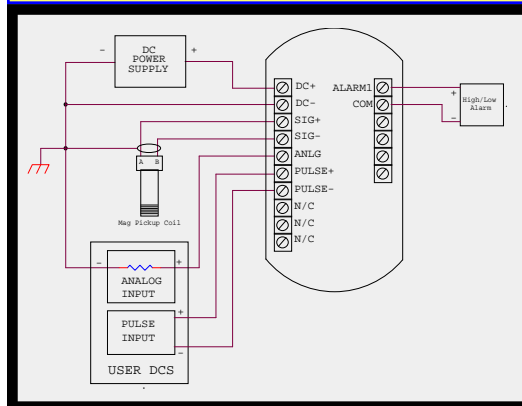 - DC +
POWER
SUPPLY
DC+
DC-
SIG+
SIG-
ANLG
PULSE+
PULSE-
N/C
N/C
N/C
ALARM1
COM
+
High/Low
Alarm
-
A B
Mag Pickup Coil
- +
ANALOG
INPUT
PULSE +
INPUT
-
USER DCS